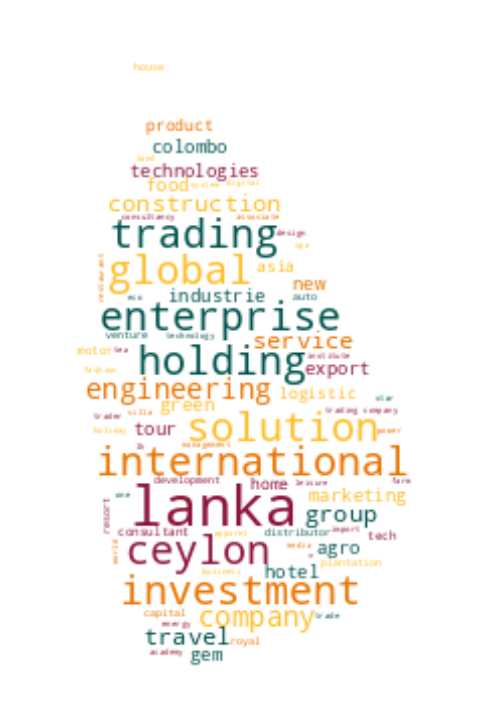 house
product
colombo
land
technologies
food system digital
construction
consultancy associate
trading design
spa
global asia
restaurant
new
eco industrie auto
enterprise
venture technology service
motor tea holding institute
fashion export
engineering logistic
star
green
trader villa trading company
holiday tour solution power
lk management
international
development home leisure farm
one lanka marketing
resort group
consultant apparel distributor import tech
world ceylon media agro
ip plantation
business hotel
investment
capital company trade
energy
travel royal
academy gem